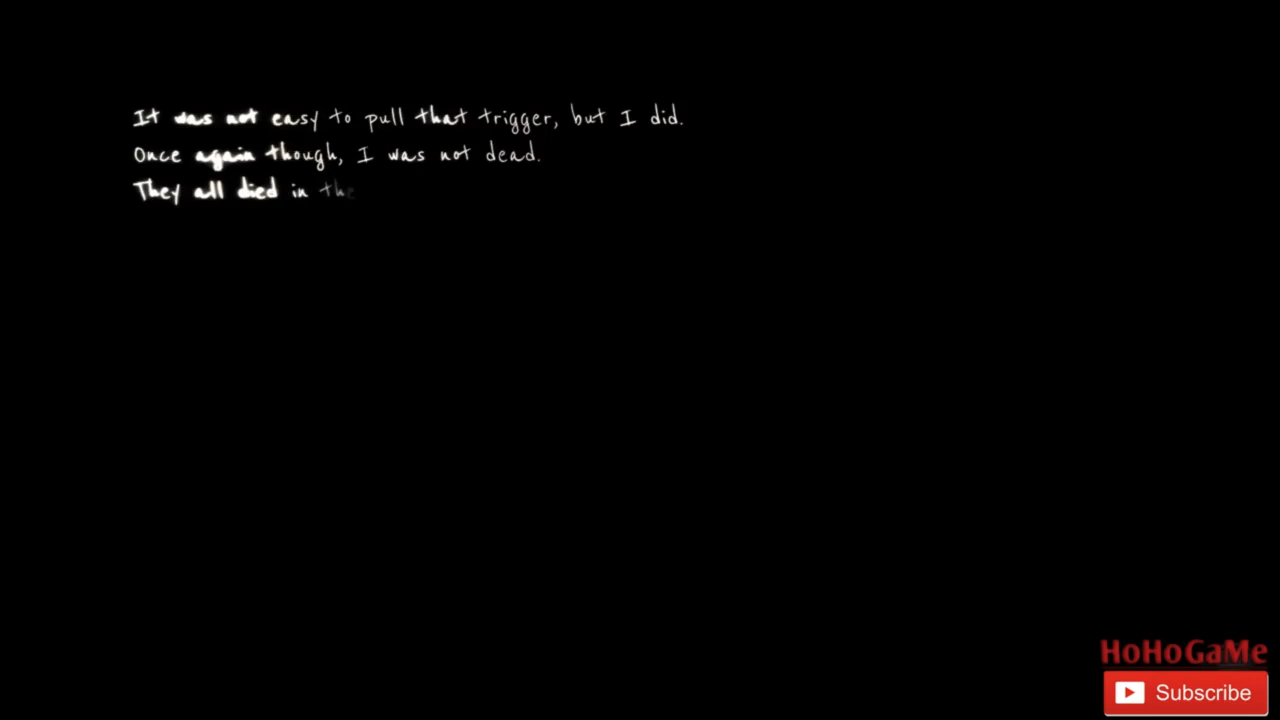 It was not easy to pull that trigger, but I did.
Once again though, I was not dead.
They all died in the
HoHoGaMe
Subscribe